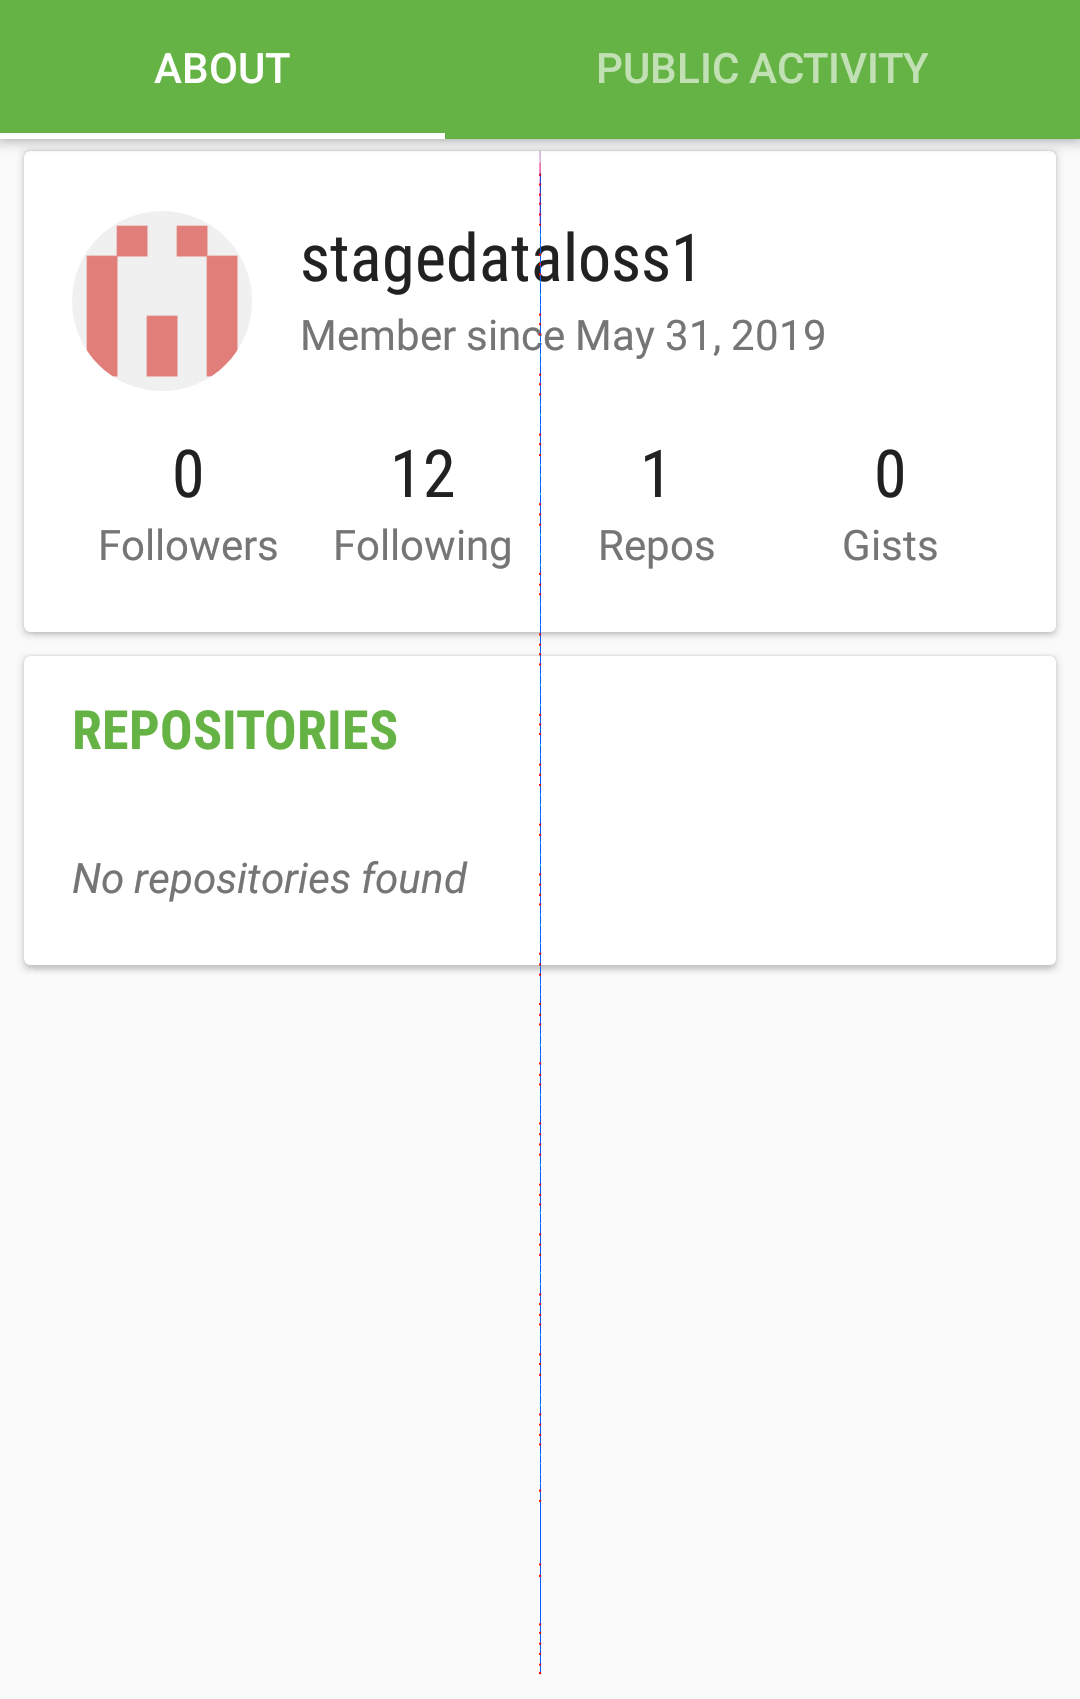 ABOUT PUBLIC ACTIVITY
stagedataloss1
Member since May 31, 2019
0 12 1 0
Followers Following Repos Gists
REPOSITORIES
No repositories found